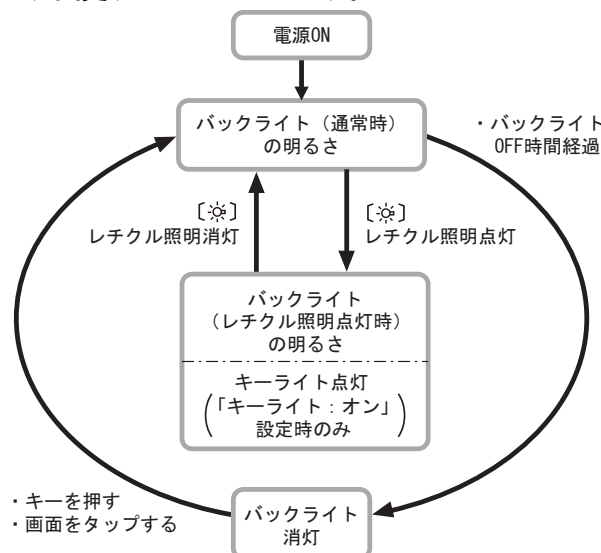 電源ON
バックライト（通常時）
の明るさ
・バックライト
OFF時間経過
〔〕
レチクル照明消灯
〔〕
レチクル照明点灯
バックライト
（レチクル照明点灯時）
の明るさ
キーライト点灯
（「キーライト：オン」
設定時のみ）
・キーを押す
・画面をタップする
バックライト
消灯